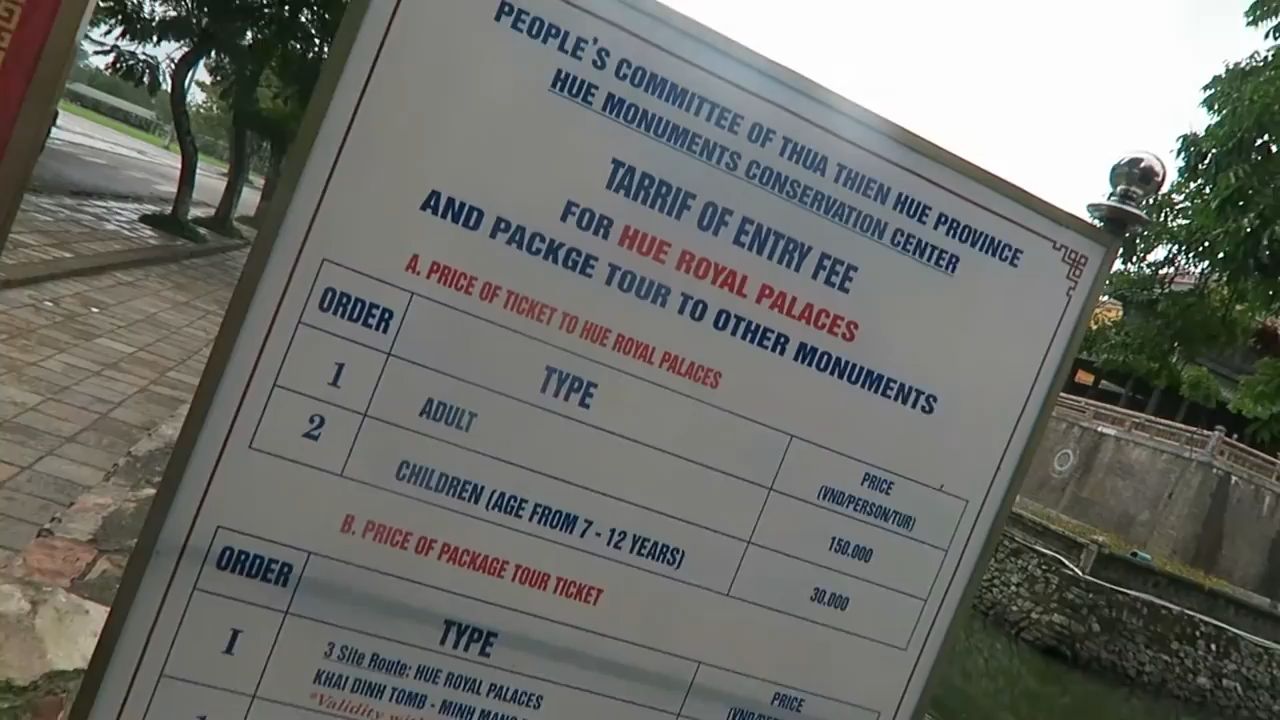 PEOPLE'S COMMITTEE OF THUA THIEN HUE PROVINCE
HUE MONUMENTS CONSERVATION CENTER
TARRIF OF ENTRY FEE
FOR HUE ROYAL PALACES
AND PACKGE TOUR TO OTHER MONUMENTS
A. PRICE OF TICKET TO HUE ROYAL PALACES
ORDER TYPE PRICE
(VND/PERSON/TUR)
1 ADULT 150.000
2 CHILDREN (AGE FROM 7 - 12 YEARS) 30.000
B. PRICE OF PACKAGE TOUR TICKET
ORDER TYPE PRICE
I 3 Site Route: HUE ROYAL PALACES
KHAI DINH TOMB - MINH
*Validity